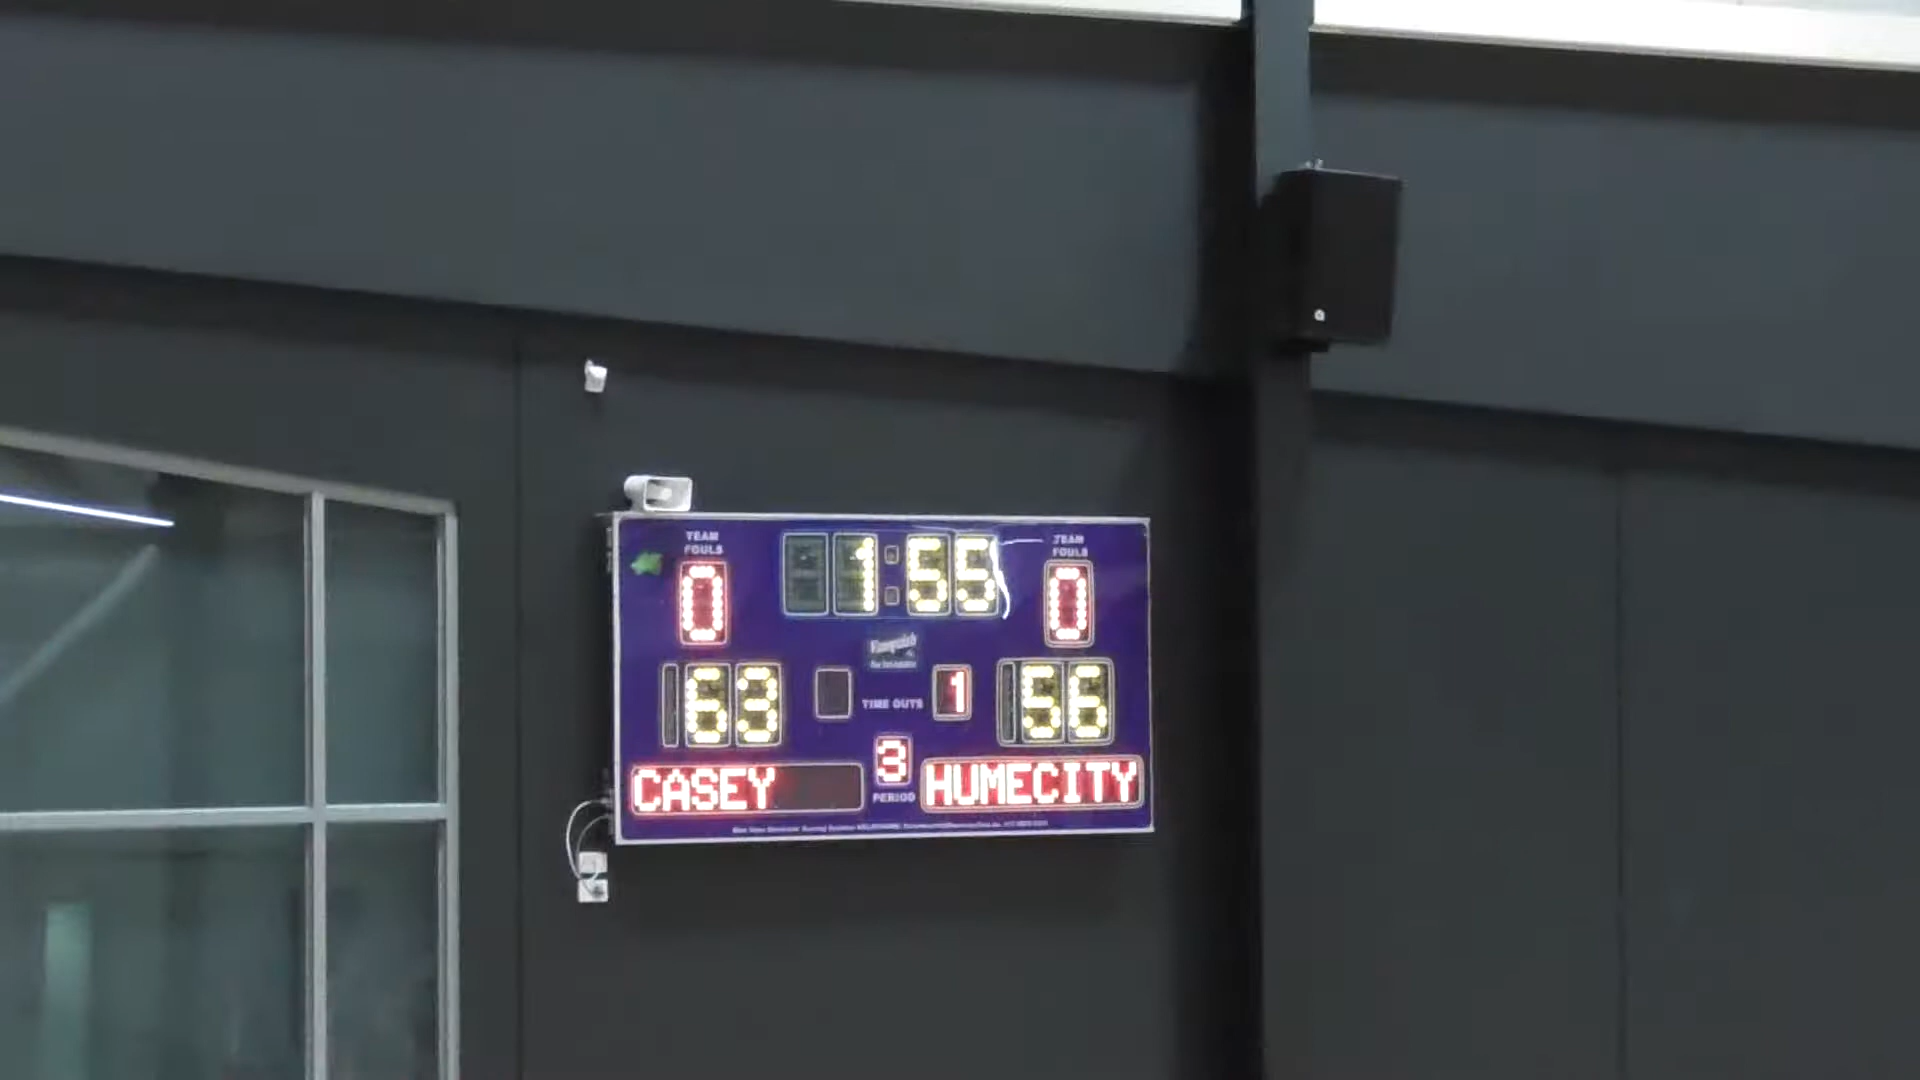 TEAM FOULS
0
1:55
TEAM FOULS
0
63
TIME OUTS
1
56
3
PERIOD
CASEY
HUMECITY